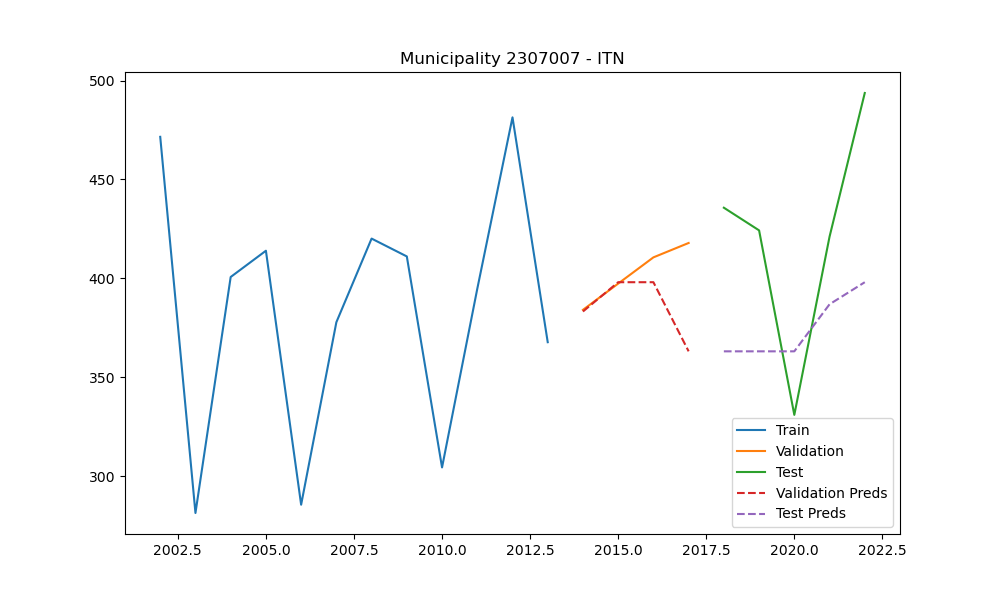 Municipality 2307007 - ITN
500
450
400
350
300
2002.5 2005.0 2007.5 2010.0 2012.5 2015.0 2017.5 2020.0 2022.5
Train
Validation
Test
Validation Preds
Test Preds